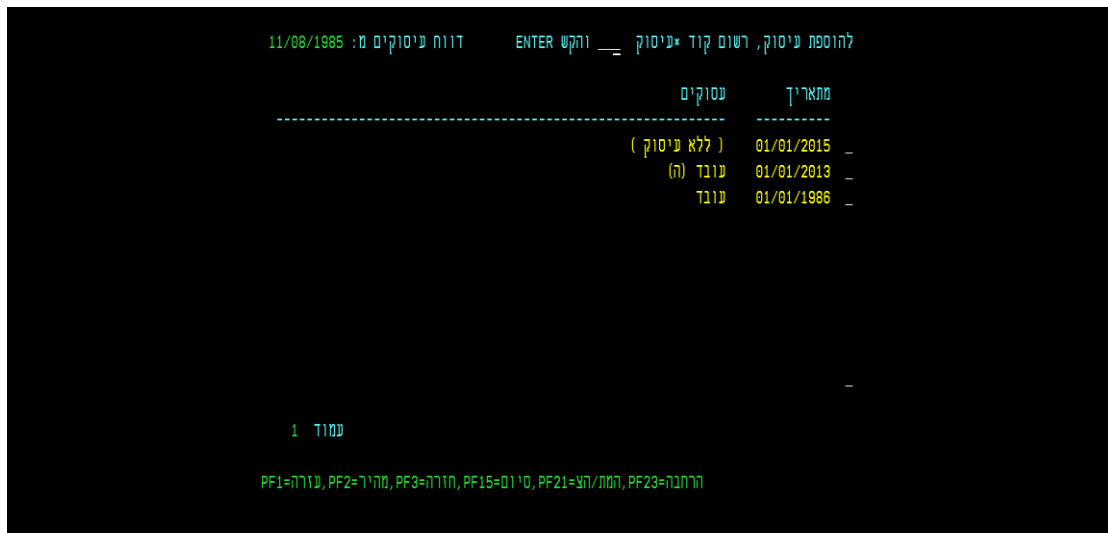 להוספת עיסוק, רשום קוד *עיסוק ___ והקש ENTER דווח עיסוקים מ: 11/08/1985
מתאריך עסוקים
---------- ------------------------------------------------------------
_ 01/01/2015 ( ללא עיסוק )
_ 01/01/2013 עובד (ה)
_ 01/01/1986 עובד
_
עמוד 1
PF1=עזרה,PF2=מהיר,PF3=חזרה,PF15=סיום,PF21=המת/הצ,PF23=הרחבה